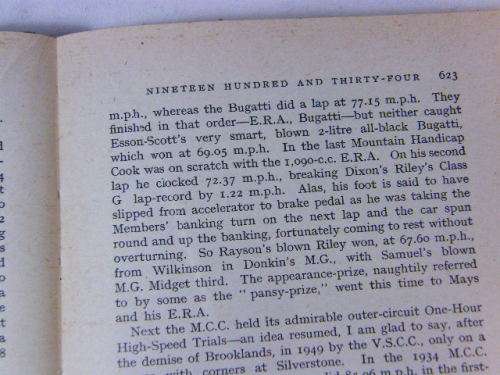 NINETEEN HUNDRED AND THIRTY-FOUR 623
m.p.h., whereas the Bugatti did a lap at 77.15 m.p.h. They
finished in that order—E.R.A., Bugatti—but neither caught
Esson-Scott's very smart, blown 2-litre all-black Bugatti,
which won at 69.05 m.p.h. In the last Mountain Handicap
Cook was on scratch with the 1,090-c.c. E.R.A. On his second
lap he clocked 72.37 m.p.h., breaking Dixon's Riley's Class
G lap-record by 1.22 m.p.h. Alas, his foot is said to have
slipped from accelerator to brake pedal as he was taking the
Members' banking turn on the next lap and the car spun
round and up the banking, fortunately coming to rest without
overturning. So Rayson's blown Riley won, at 67.60 m.p.h.,
from Wilkinson in Donkin's M.G., with Samuel's blown
M.G. Midget third. The appearance-prize, naughtily referred
to by some as the "pansy-prize," went this time to Mays
and his E.R.A.
Next the M.C.C. held its admirable outer-circuit One-Hour
High-Speed Trials—an idea resumed, I am glad to say, after
the demise of Brooklands, in 1949 by the V.S.C.C., only on a
with corners at Silverstone. In the 1934 M.C.C.
m.p.h. in the first-